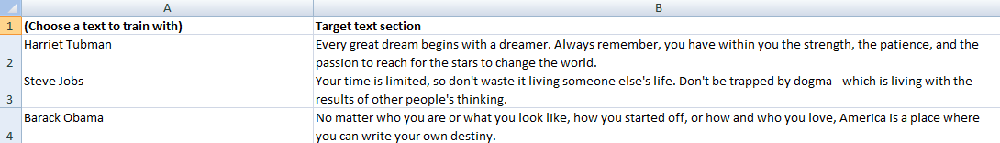 A B
1 (Choose a text to train with) Target text section
Harriet Tubman Every great dream begins with a dreamer. Always remember, you have within you the strength, the patience, and the
2 passion to reach for the stars to change the world.
Steve Jobs Your time is limited, so don't waste it living someone else's life. Don't be trapped by dogma - which is living with the
3 results of other people's thinking.
Barack Obama No matter who you are or what you look like, how you started off, or how and who you love, America is a place where
4 you can write your own destiny.